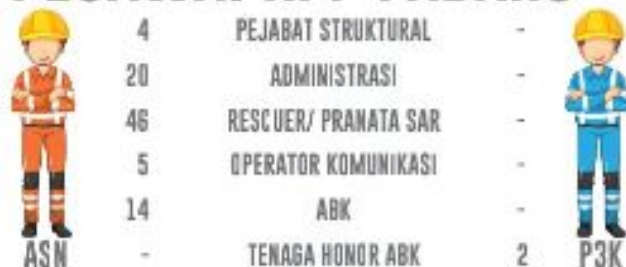 4 PEJABAT STRUKTURAL -
20 ADMINISTRASI -
46 RESCUER/ PRANATA SAR -
5 OPERATOR KOMUNIKASI -
14 ABK -
ASN - TENAGA HONOR ABK 2 P3K